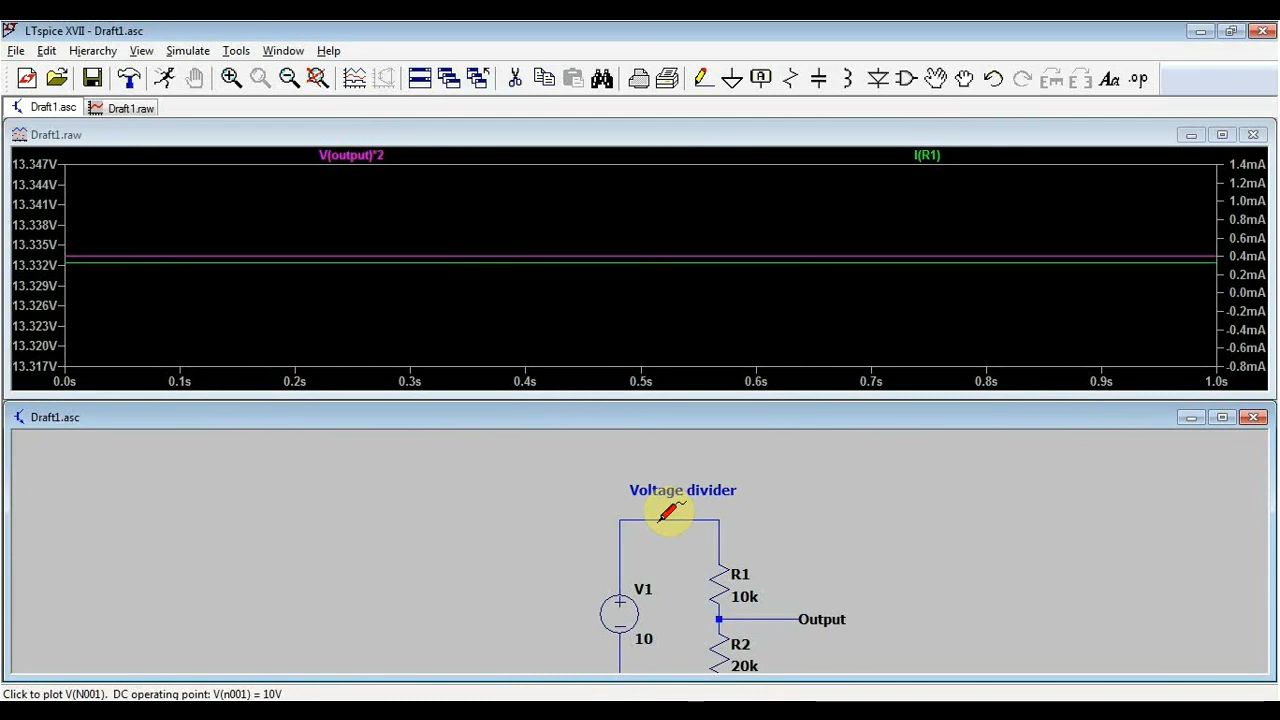 LTspice XVII - Draft1.asc
File Edit Hierarchy View Simulate Tools Window Help
A Aa .op
Draft1.asc Draft1.raw
Draft1.raw
V(output)*2 I(R1)
13.347V 1.4mA
13.344V 1.2mA
13.341V 1.0mA
13.338V 0.8mA
13.335V 0.6mA
13.332V 0.4mA
13.329V 0.2mA
13.326V 0.0mA
13.323V -0.2mA
13.320V -0.4mA
13.317V -0.6mA
-0.8mA
0.0s 0.1s 0.2s 0.3s 0.4s 0.5s 0.6s 0.7s 0.8s 0.9s 1.0s
Draft1.asc
Voltage divider
R1
V1
10k
Output
10
R2
20k
Click to plot V(N001). DC operating point: V(n001) = 10V